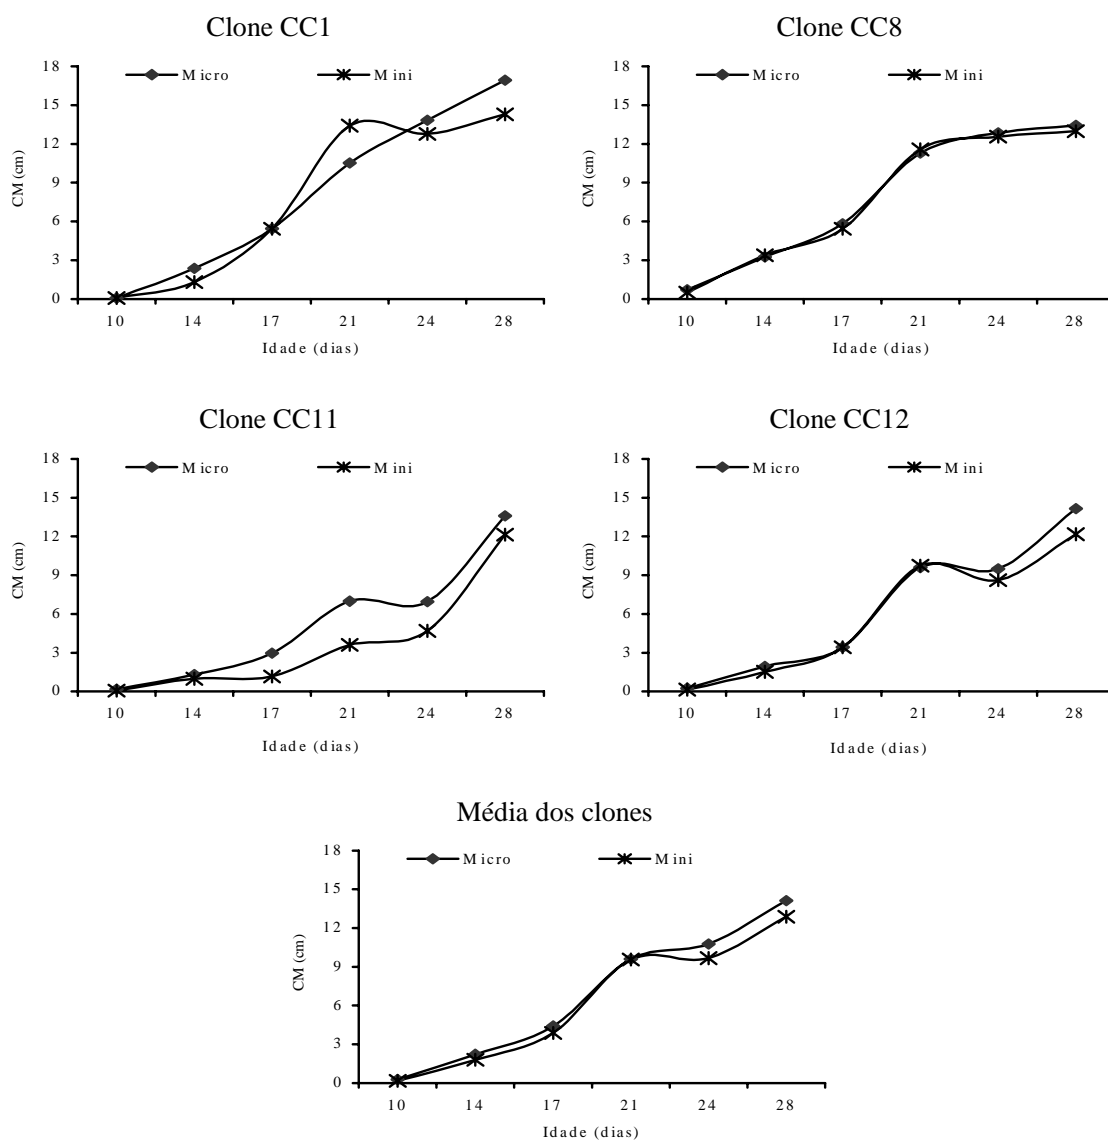 Clone CC1
Clone CC8
Micro Mini
18
15
12
9
6
3
0
CM (cm)
10 14 17 21 24 28
Idade (dias)
Micro Mini
18
15
12
9
6
3
0
CM (cm)
10 14 17 21 24 28
Idade (dias)
Clone CC11
Clone CC12
Micro Mini
18
15
12
9
6
3
0
CM (cm)
10 14 17 21 24 28
Idade (dias)
Micro Mini
18
15
12
9
6
3
0
CM (cm)
10 14 17 21 24 28
Idade (dias)
Média dos clones
Micro Mini
18
15
12
9
6
3
0
CM (cm)
10 14 17 21 24 28
Idade (dias)